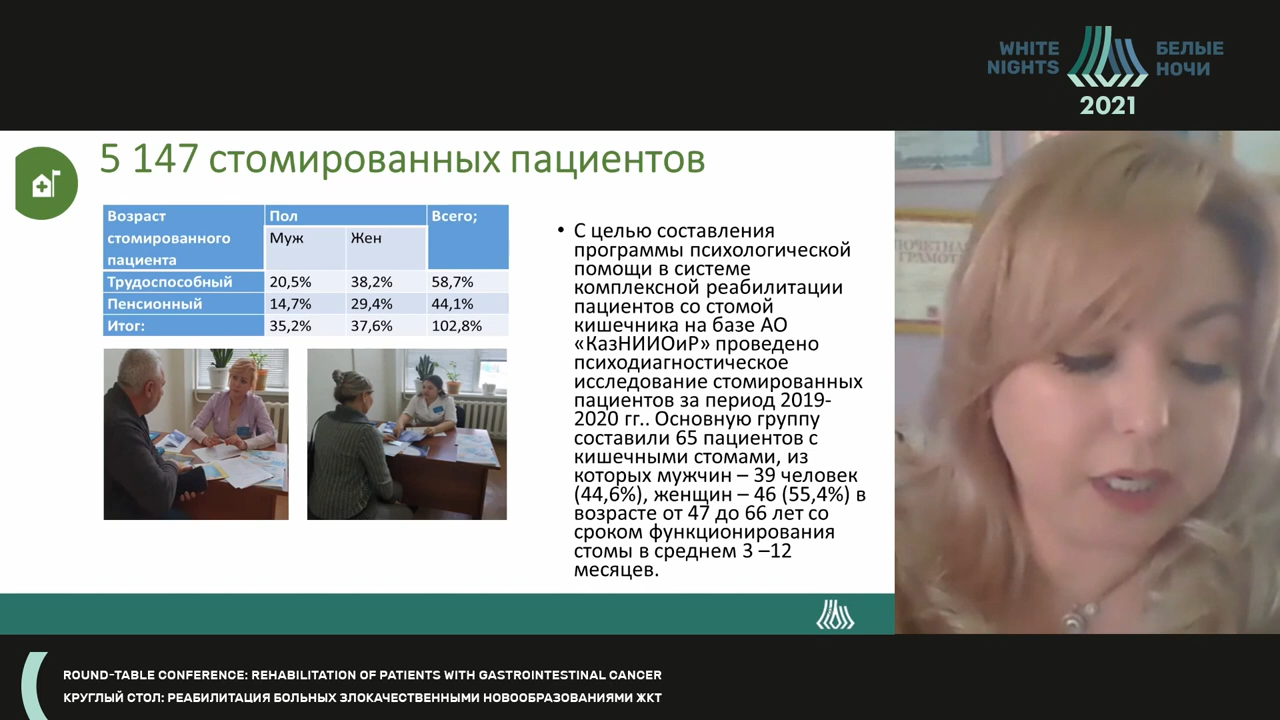 WHITE NIGHTS
БЕЛЫЕ НОЧИ
2021
5 147 стомированных пациентов
Возраст стомированного пациента
Пол
Всего;
Муж
Жен
Трудоспособный 20,5% 38,2% 58,7%
Пенсионный 14,7% 29,4% 44,1%
Итог: 35,2% 37,6% 102,8%
• С целью составления
программы психологической
помощи в системе
комплексной реабилитации
пациентов со стомой
кишечника на базе АО
«КазНИИОиР» проведено
психодиагностическое
исследование стомированных
пациентов за период 2019-
2020 гг.. Основную группу
составили 65 пациентов с
кишечными стомами, из
которых мужчин – 39 человек
(44,6%), женщин – 46 (55,4%) в
возрасте от 47 до 66 лет со
сроком функционирования
стомы в среднем 3 –12
месяцев.
ПОЧЕТНАЯ
ГРАМОТА
ROUND-TABLE CONFERENCE: REHABILITATION OF PATIENTS WITH GASTROINTESTINAL CANCER
КРУГЛЫЙ СТОЛ: РЕАБИЛИТАЦИЯ БОЛЬНЫХ ЗЛОКАЧЕСТВЕННЫМИ НОВООБРАЗОВАНИЯМИ ЖКТ